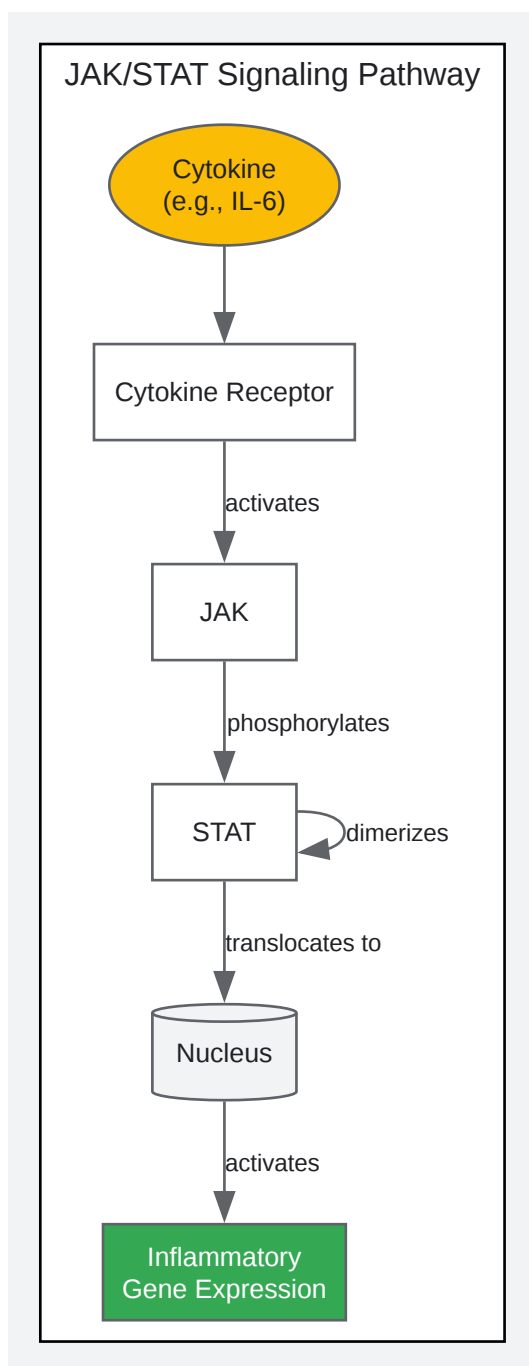 JAK/STAT Signaling Pathway
Cytokine
(e.g., IL-6)
Cytokine Receptor
activates
JAK
phosphorylates
STAT
dimerizes
translocates to
Nucleus
activates
Inflammatory
Gene Expression